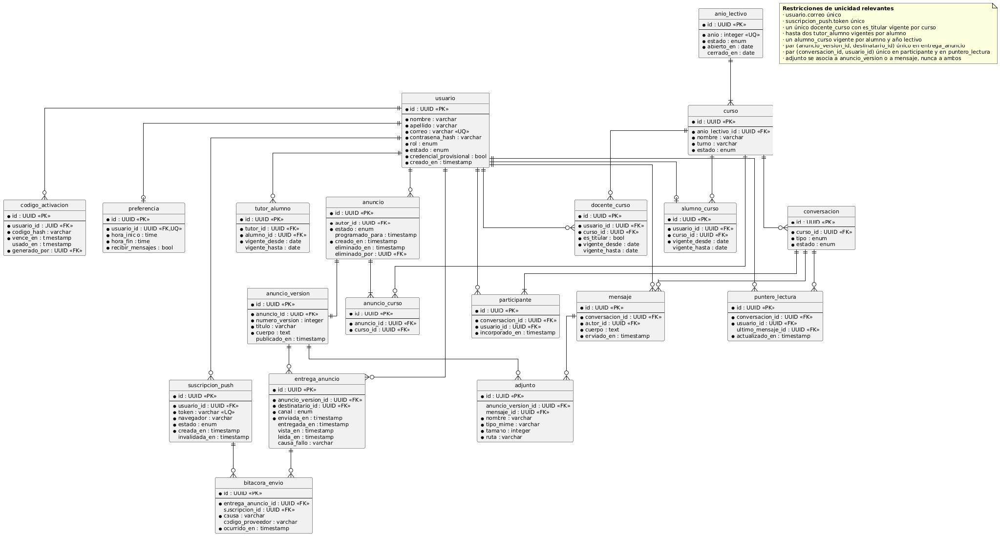 anio_lectivo
id : UUID «PK»
anio : integer «UQ»
estado : enum
abierto_en : date
cerrado_en : date
Restricciones de unicidad relevantes
· usuario.correo único
· suscripcion_push.token único
· un único docente_curso con es_titular vigente por curso
· hasta dos tutor_alumno vigentes por alumno
· un alumno_curso vigente por alumno y año lectivo
· par (anuncio_version_id, destinatario_id) único en entrega_anuncio
· par (conversacion_id, usuario_id) único en participante y en puntero_lectura
· adjunto se asocia a anuncio_version o a mensaje, nunca a ambos
usuario
id : UUID «PK»
nombre : varchar
apellido : varchar
correo : varchar «UQ»
contrasena_hash : varchar
rol : enum
estado : enum
credencial_provisional : bool
creado_en : timestamp
curso
id : UUID «PK»
anio_lectivo_id : UUID «FK»
nombre : varchar
turno : varchar
estado : enum
codigo_activacion
id : UUID «PK»
usuario_id : UUID «FK»
codigo_hash : varchar
vence_en : timestamp
usado_en : timestamp
generado_por : UUID «FK»
preferencia
id : UUID «PK»
usuario_id : UUID «FK,UQ»
hora_inicio : time
hora_fin : time
recibir_mensajes : bool
tutor_alumno
id : UUID «PK»
tutor_id : UUID «FK»
alumno_id : UUID «FK»
vigente_desde : date
vigente_hasta : date
anuncio
id : UUID «PK»
autor_id : UUID «FK»
estado : enum
programado_para : timestamp
creado_en : timestamp
eliminado_en : timestamp
eliminado_por : UUID «FK»
docente_curso
id : UUID «PK»
usuario_id : UUID «FK»
curso_id : UUID «FK»
es_titular : bool
vigente_desde : date
vigente_hasta : date
alumno_curso
id : UUID «PK»
usuario_id : UUID «FK»
curso_id : UUID «FK»
vigente_desde : date
vigente_hasta : date
conversacion
id : UUID «PK»
curso_id : UUID «FK»
tipo : enum
estado : enum
anuncio_version
id : UUID «PK»
anuncio_id : UUID «FK»
numero_version : integer
titulo : varchar
cuerpo : text
publicado_en : timestamp
anuncio_curso
id : UUID «PK»
anuncio_id : UUID «FK»
curso_id : UUID «FK»
participante
id : UUID «PK»
conversacion_id : UUID «FK»
usuario_id : UUID «FK»
incorporado_en : timestamp
mensaje
id : UUID «PK»
conversacion_id : UUID «FK»
autor_id : UUID «FK»
cuerpo : text
enviado_en : timestamp
puntero_lectura
id : UUID «PK»
conversacion_id : UUID «FK»
usuario_id : UUID «FK»
ultimo_mensaje_id : UUID «FK»
actualizado_en : timestamp
suscripcion_push
id : UUID «PK»
usuario_id : UUID «FK»
token : varchar «UQ»
navegador : varchar
estado : enum
creada_en : timestamp
invalidada_en : timestamp
entrega_anuncio
id : UUID «PK»
anuncio_version_id : UUID «FK»
destinatario_id : UUID «FK»
canal : enum
enviada_en : timestamp
entregada_en : timestamp
vista_en : timestamp
leida_en : timestamp
causa_fallo : varchar
adjunto
id : UUID «PK»
anuncio_version_id : UUID «FK»
mensaje_id : UUID «FK»
nombre : varchar
tipo_mime : varchar
tamano : integer
ruta : varchar
bitacora_envio
id : UUID «PK»
entrega_anuncio_id : UUID «FK»
suscripcion_id : UUID «FK»
causa : varchar
codigo_proveedor : varchar
ocurrido_en : timestamp